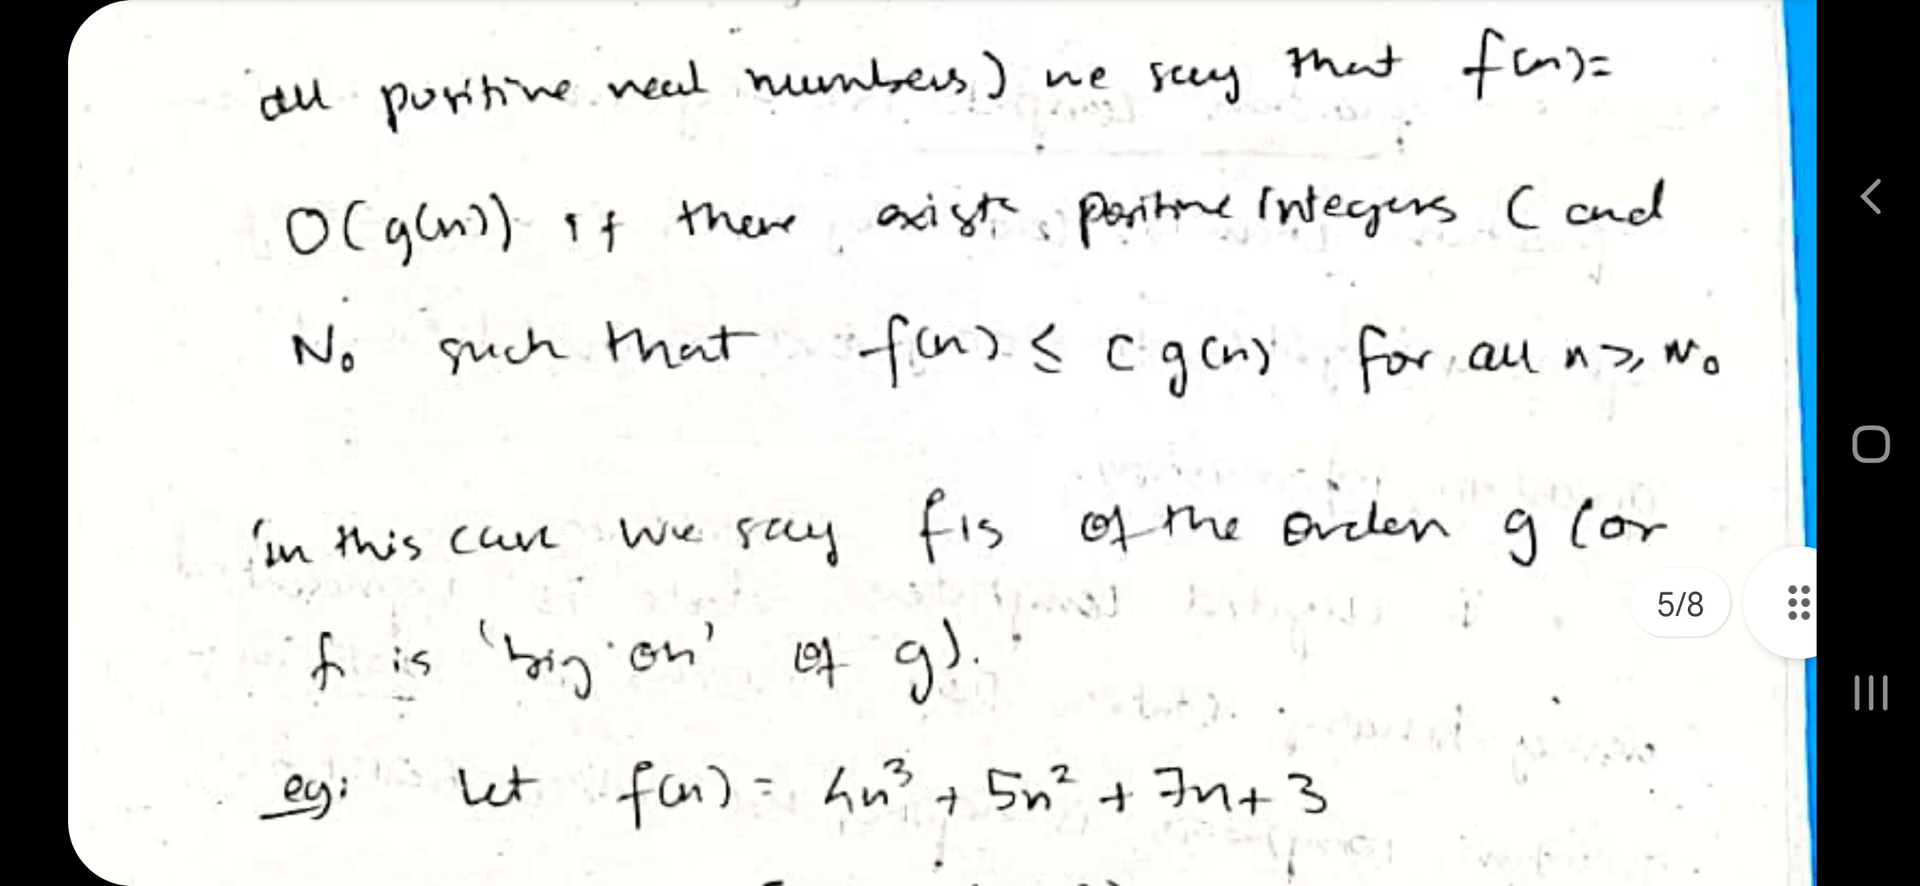 all positive real numbers) we say that f(n)=
O(g(n)) if there exist positive integers C and
N₀ such that f(n) ≤ c g(n) for all n ≥ N₀
in this case we say f is of the order g (or
f is 'big oh' of g).
5/8
eg: Let f(n) = 4n³ + 5n² + 7n + 3